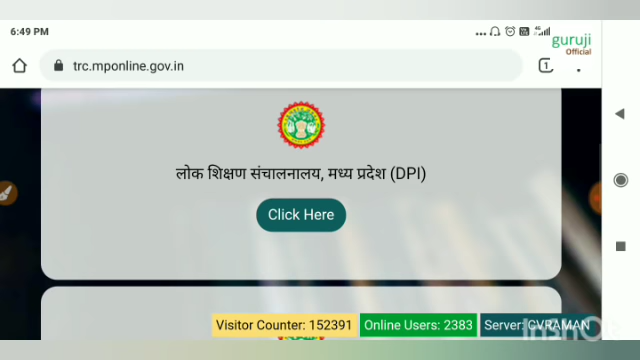 6:49 PM
guruji
Official
trc.mponline.gov.in
1
लोक शिक्षण संचालनालय, मध्य प्रदेश (DPI)
Click Here
Visitor Counter: 152391 Online Users: 2383 Server: CVRAMAN